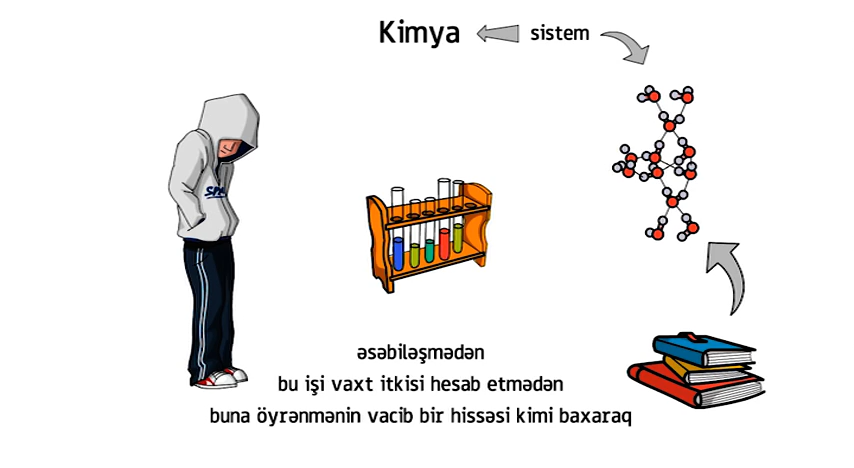 Kimya
sistem
əsəbiləşmədən
bu işi vaxt itkisi hesab etmədən
buna öyrənmənin vacib bir hissəsi kimi baxaraq